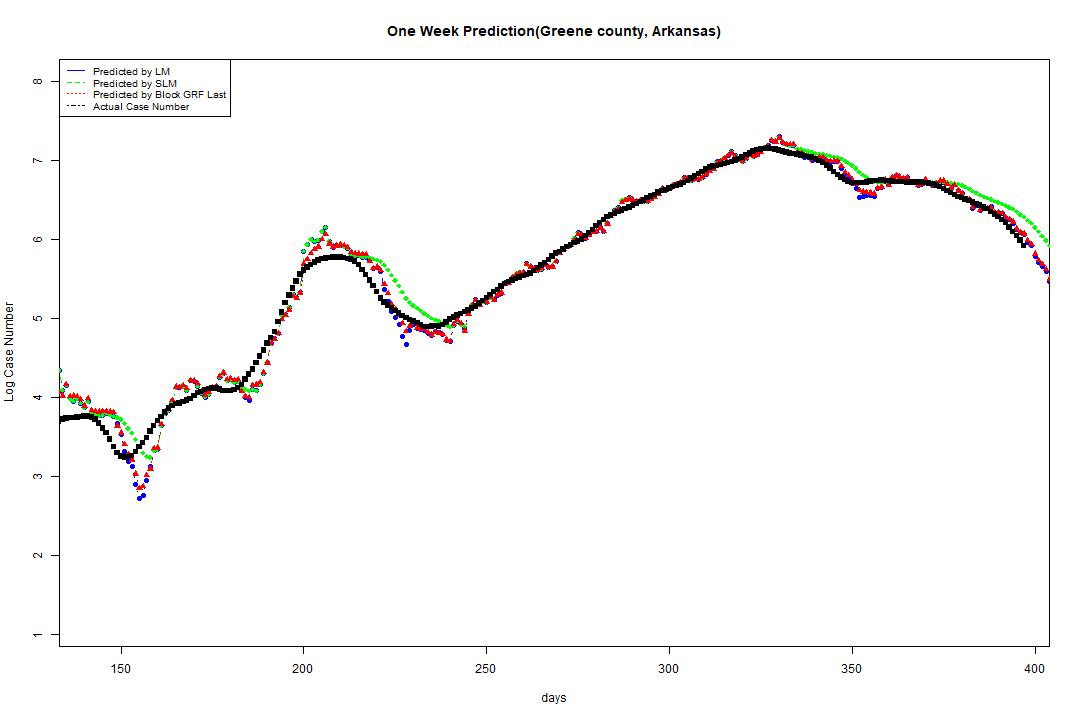 One Week Prediction(Greene county, Arkansas)
Predicted by LM
Predicted by SLM
Predicted by Block GRF Last
Actual Case Number
8
7
6
5
4
3
2
1
Log Case Number
150 200 250 300 350 400
days